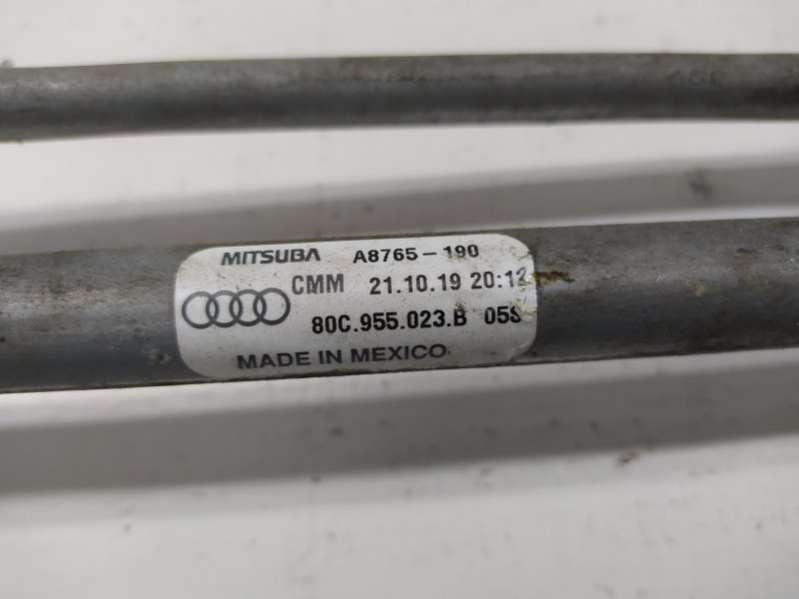 MITSUBA A8765-190
CMM 21.10.19 20:12
80C.955.023.B 05S
MADE IN MEXICO